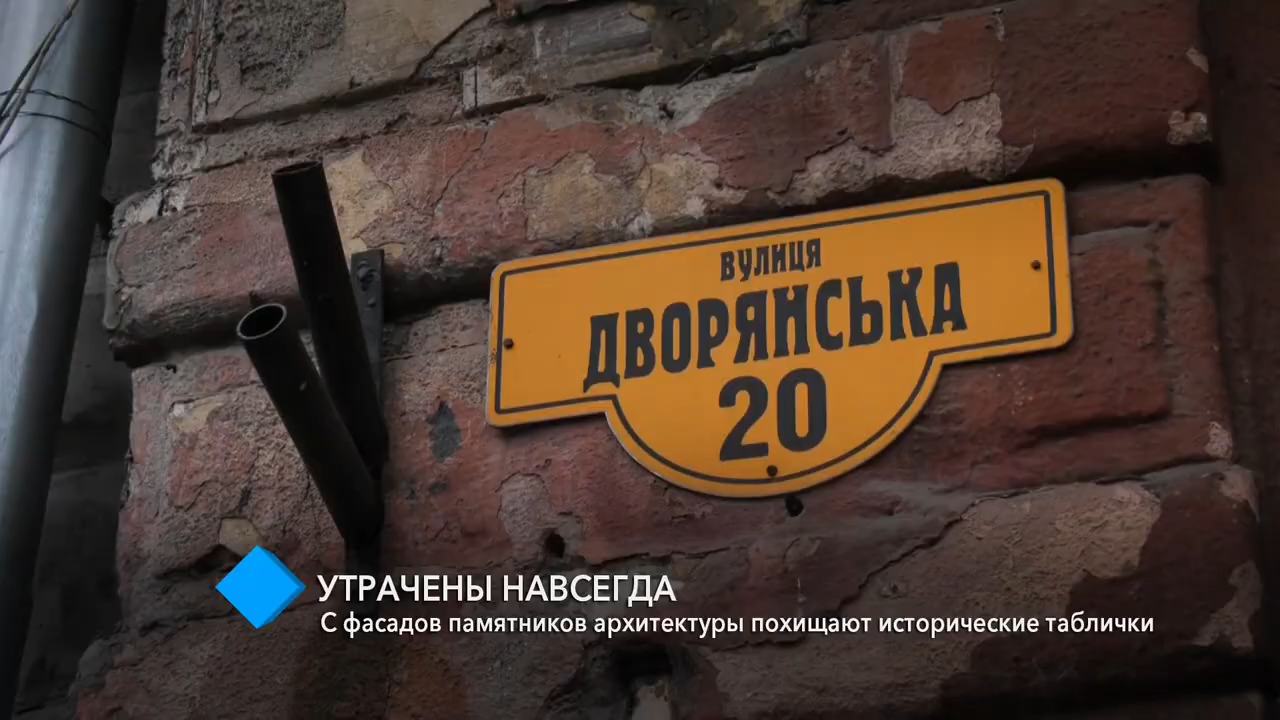 ВУЛИЦЯ
ДВОРЯНСЬКА
20
УТРАЧЕНЫ НАВСЕГДА
С фасадов памятников архитектуры похищают исторические таблички